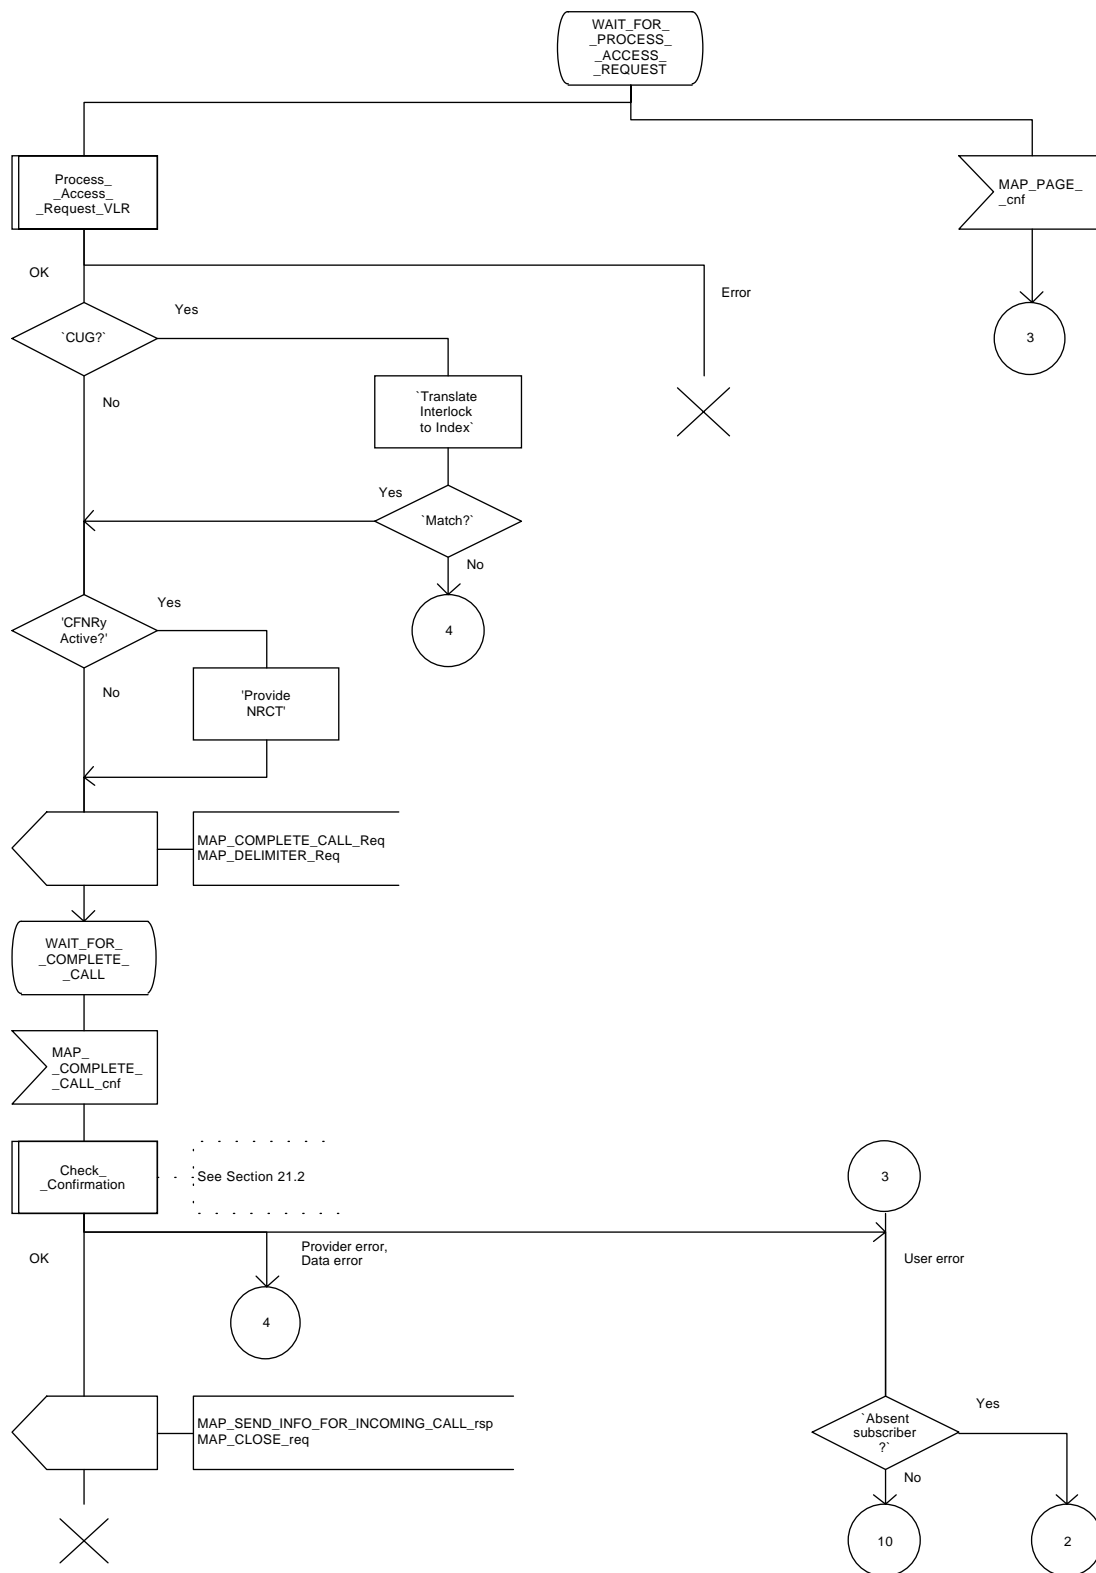 WAIT_FOR_
_PROCESS_
_ACCESS_
_REQUEST
Process_
_Access_
_Request_VLR
MAP_PAGE_
_cnf
OK
Error
Yes
`CUG?`
3
No
`Translate
Interlock
to Index`
Yes
`Match?`
No
'CFNRy
Active?'
Yes
4
No
'Provide
NRCT'
MAP_COMPLETE_CALL_Req
MAP_DELIMITER_Req
WAIT_FOR_
_COMPLETE_
_CALL
MAP_
_COMPLETE_
_CALL_cnf
Check_
_Confirmation
See Section 21.2
3
OK
Provider error,
Data error
User error
4
MAP_SEND_INFO_FOR_INCOMING_CALL_rsp
MAP_CLOSE_req
`Absent
subscriber
?`
Yes
No
10
2